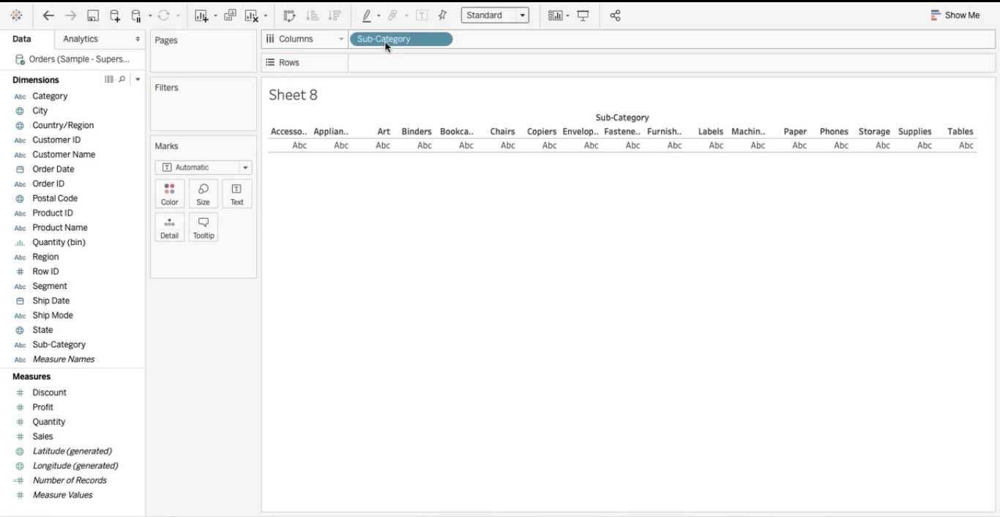 Standard
Show Me
Data
Analytics
Orders (Sample - Supers...
Dimensions
Abc Category
City
Country/Region
Abc Customer ID
Abc Customer Name
Order Date
Abc Order ID
Postal Code
Abc Product ID
Abc Product Name
Quantity (bin)
Abc Region
# Row ID
Abc Segment
Ship Date
Abc Ship Mode
State
Abc Sub-Category
Abc Measure Names
Measures
# Discount
# Profit
# Quantity
# Sales
Latitude (generated)
Longitude (generated)
# Number of Records
# Measure Values
Pages
Filters
Marks
T Automatic
Color Size T Text
Detail Tooltip
Columns Sub-Category
Rows
Sheet 8
Sub-Category
Accesso.. Applian.. Art Binders Bookca.. Chairs Copiers Envelop.. Fastene.. Furnish.. Labels Machin.. Paper Phones Storage Supplies Tables
Abc Abc Abc Abc Abc Abc Abc Abc Abc Abc Abc Abc Abc Abc Abc Abc Abc